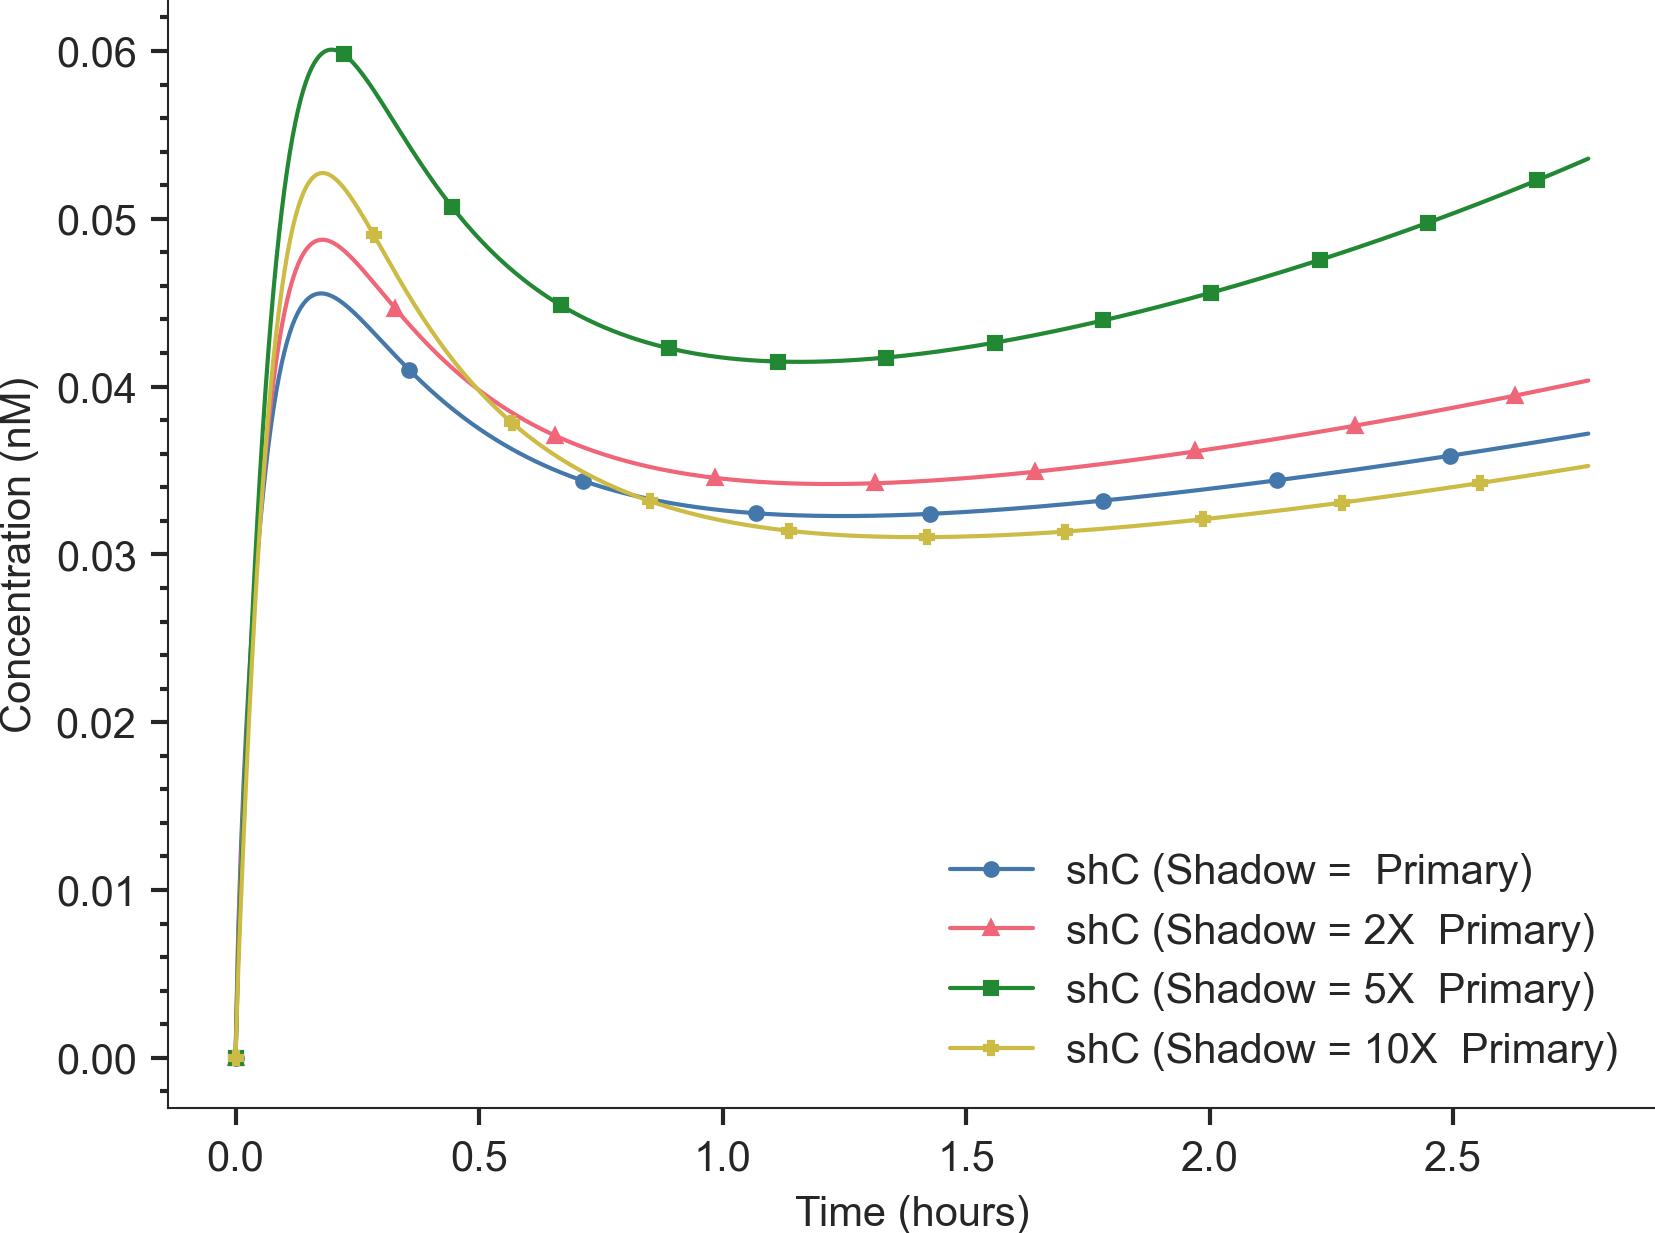 0.06
0.05
0.04
0.03
0.02
0.01
0.00
Concentration (nM)
shC (Shadow =  Primary)
shC (Shadow = 2X  Primary)
shC (Shadow = 5X  Primary)
shC (Shadow = 10X  Primary)
0.0 0.5 1.0 1.5 2.0 2.5
Time (hours)